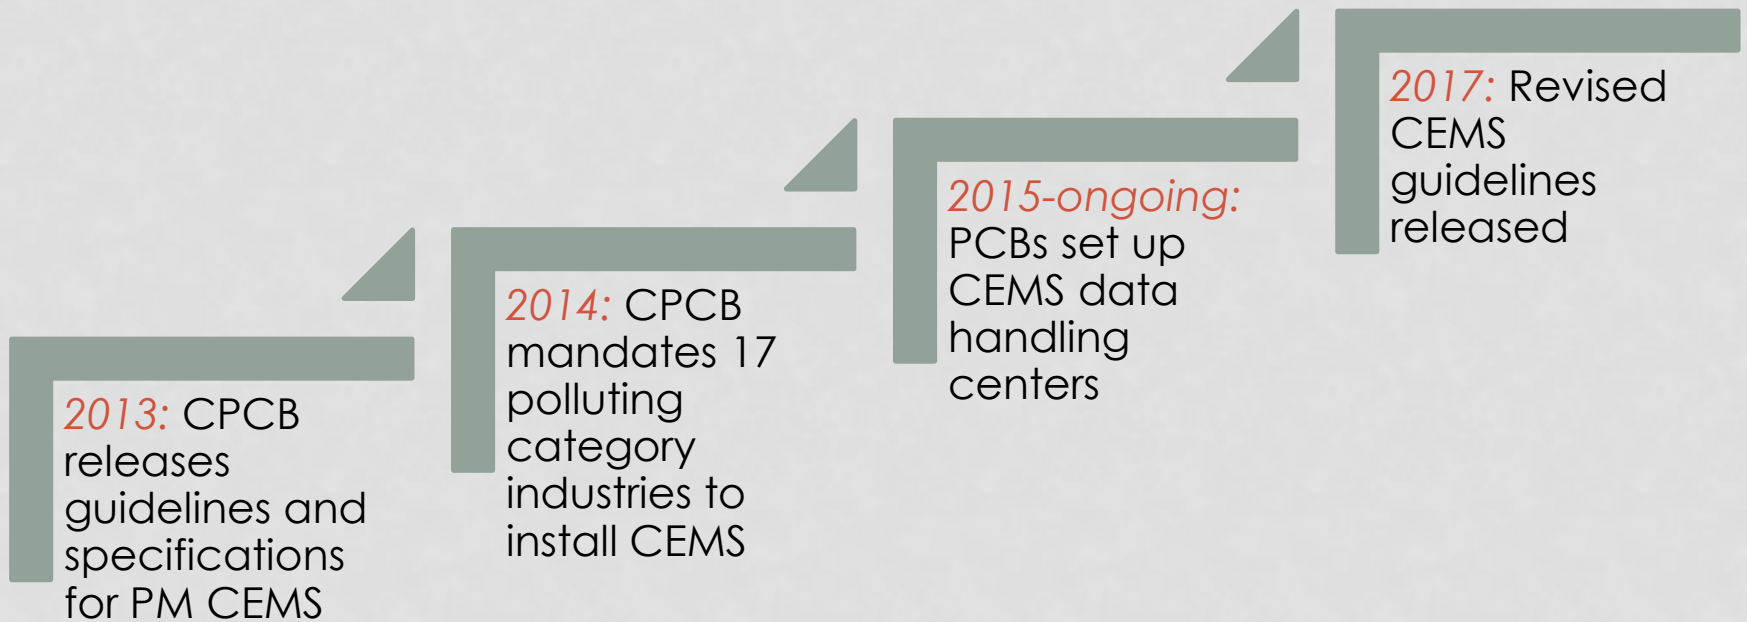 2013: CPCB
releases
guidelines and
specifications
for PM CEMS
2014: CPCB
mandates 17
polluting
category
industries to
install CEMS
2015-ongoing:
PCBs set up
CEMS data
handling
centers
2017: Revised
CEMS
guidelines
released